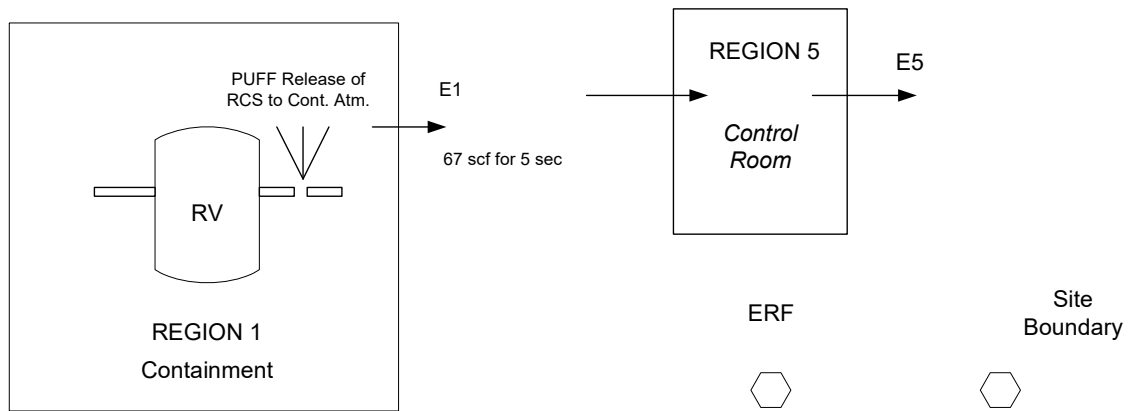 PUFF Release of
RCS to Cont. Atm.
E1
67 scf for 5 sec
RV
REGION 1
Containment
REGION 5
E5
Control
Room
ERF
Site
Boundary